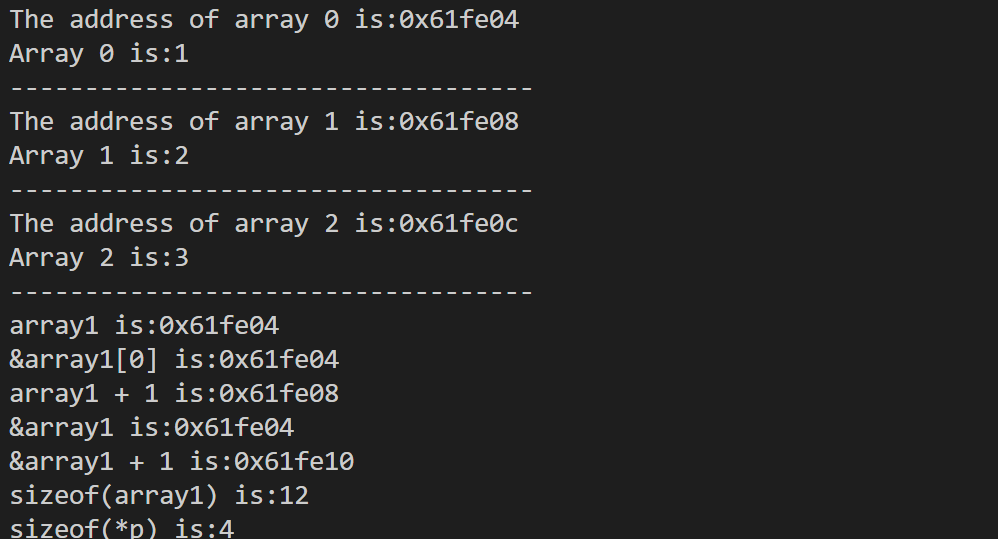 The address of array 0 is:0x61fe04
Array 0 is:1
-----------------------------------
The address of array 1 is:0x61fe08
Array 1 is:2
-----------------------------------
The address of array 2 is:0x61fe0c
Array 2 is:3
-----------------------------------
array1 is:0x61fe04
&array1[0] is:0x61fe04
array1 + 1 is:0x61fe08
&array1 is:0x61fe04
&array1 + 1 is:0x61fe10
sizeof(array1) is:12
sizeof(*p) is:4